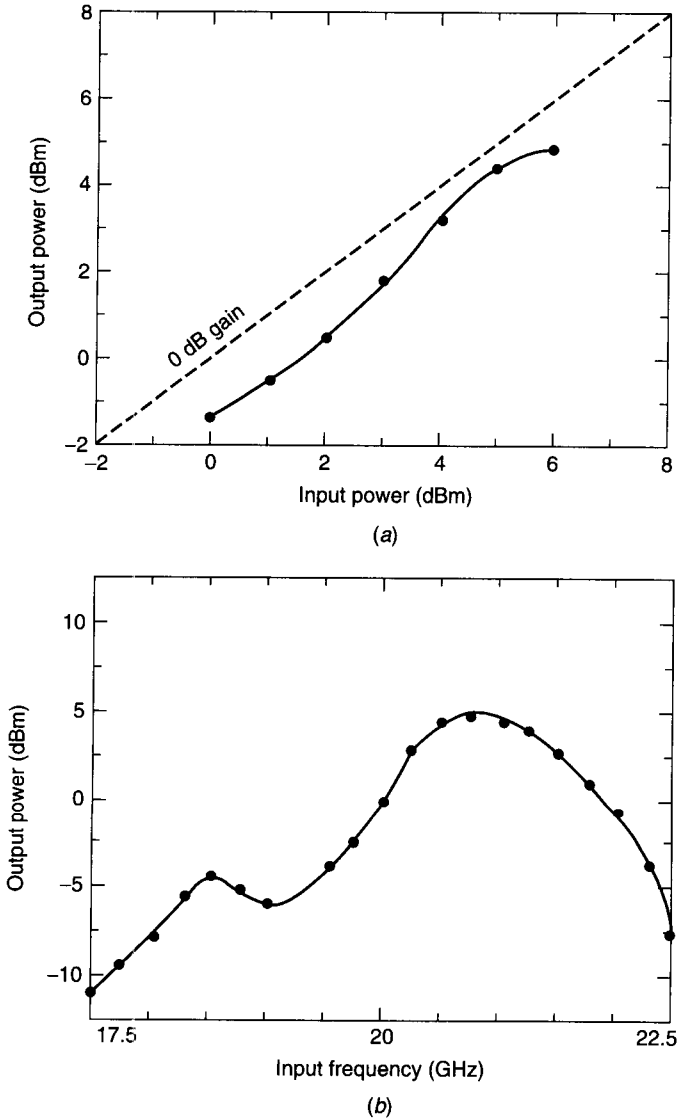 8
6
4
2
0
−2
Output power (dBm)
0 dB gain
−2 0 2 4 6 8
Input power (dBm)
(a)
10
5
0
−5
−10
Output power (dBm)
17.5 20 22.5
Input frequency (GHz)
(b)